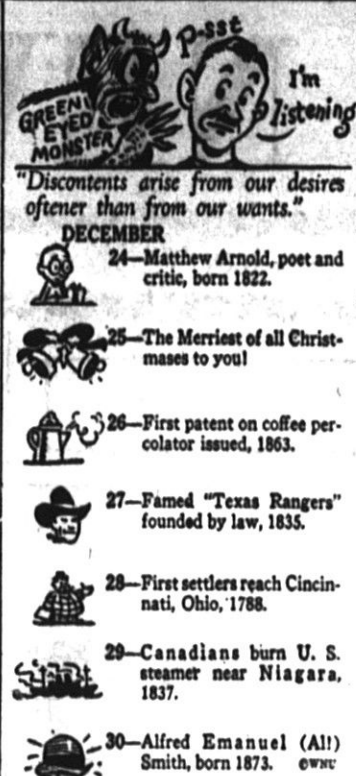 P-ssst
GREEN
EYED
MONSTER
I'm
listening
"Discontents arise from our desires
oftener than from our wants."
DECEMBER
24—Matthew Arnold, poet and
critic, born 1822.
25—The Merriest of all Christ-
mases to you!
26—First patent on coffee per-
colator issued, 1863.
27—Famed "Texas Rangers"
founded by law, 1835.
28—First settlers reach Cincin-
nati, Ohio, 1788.
29—Canadians burn U. S.
steamer near Niagara,
1837.
30—Alfred Emanuel (Al!)
Smith, born 1873. ©WNU